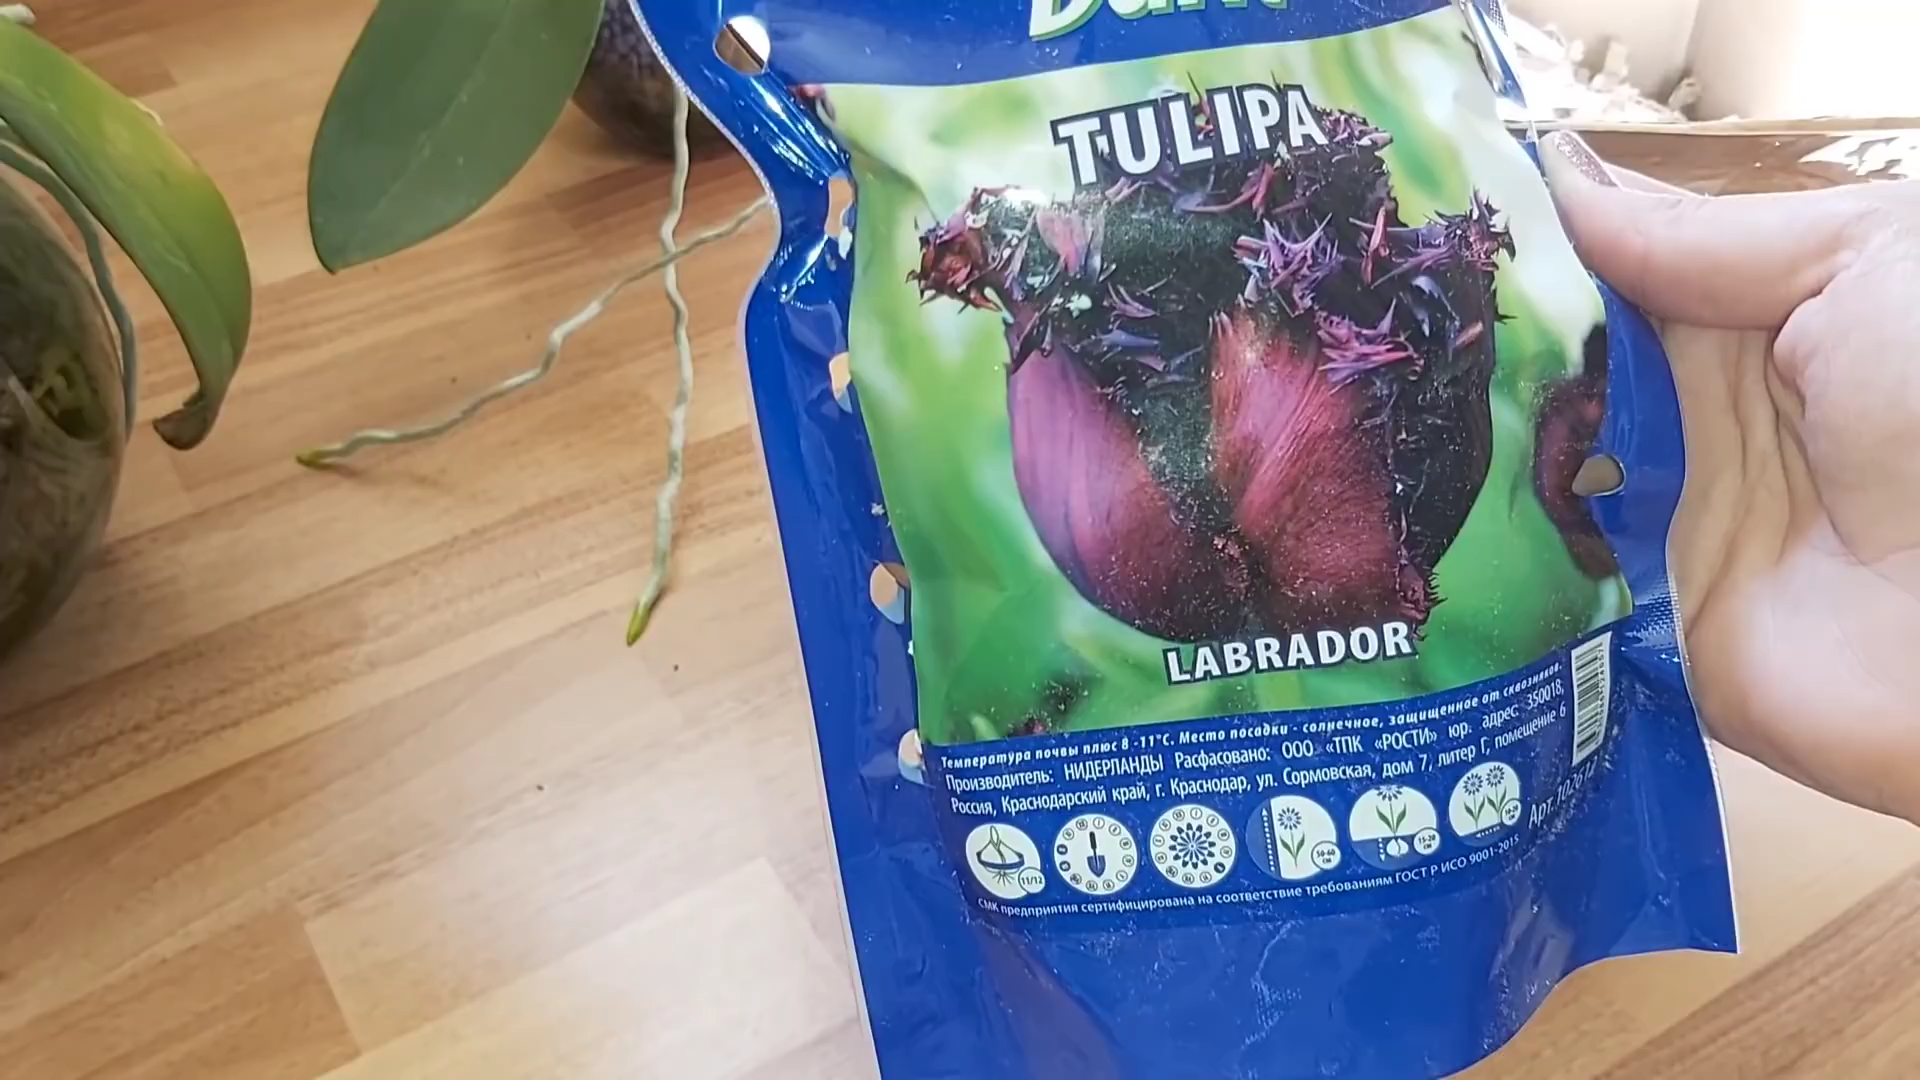 TULIPA
LABRADOR
Температура почвы плюс 8 -11°С. Место посадки - солнечное, защищенное от сквозняков.
Производитель: НИДЕРЛАНДЫ Расфасовано: ООО «ТПК «РОСТИ» юр. адрес 350018,
Россия, Краснодарский край, г. Краснодар, ул. Сормовская, дом 7, литер Г, помещение 6
11/12
50-60 СМ
15-20 СМ
СМК предприятия сертифицирована на соответствие требованиям ГОСТ Р ИСО 9001-2015